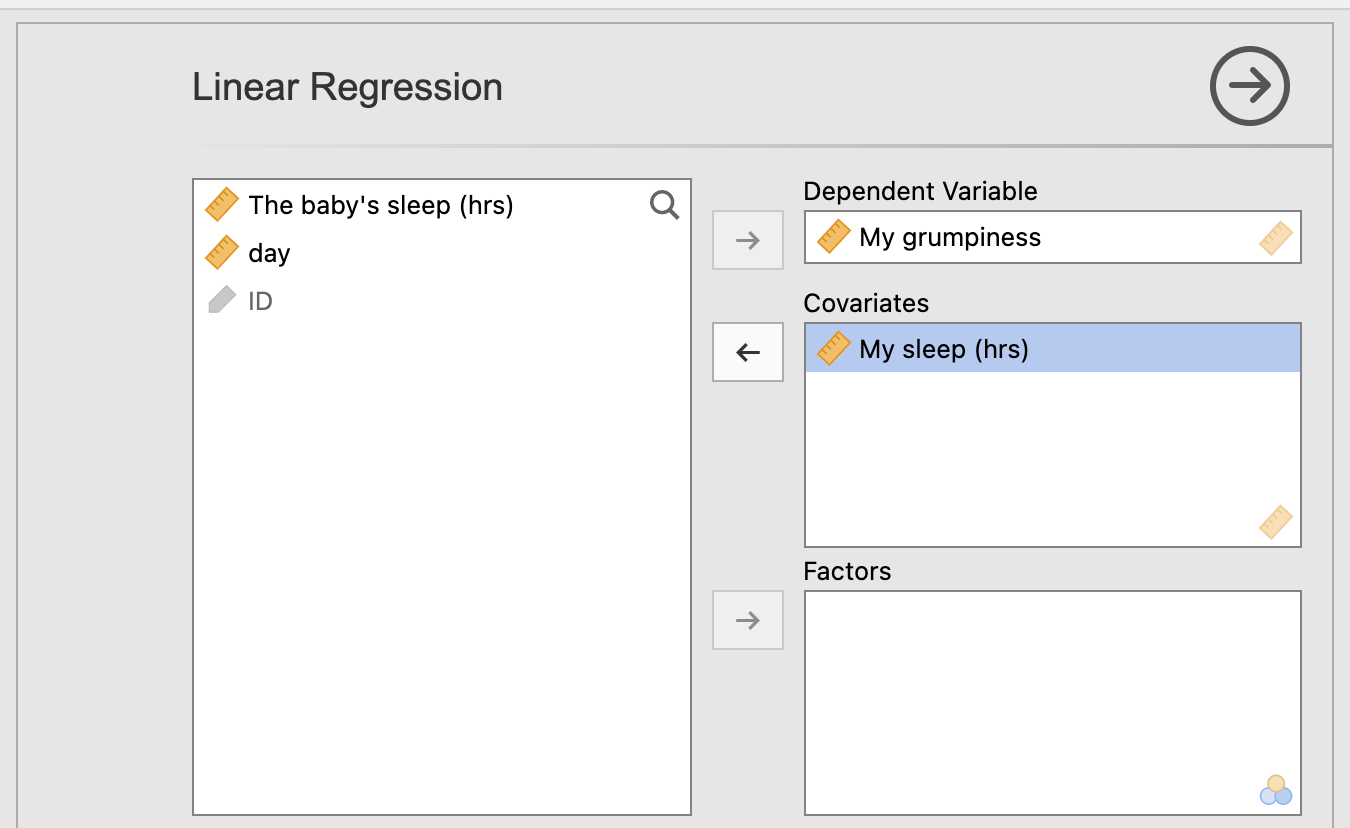 Linear Regression
The baby's sleep (hrs)
day
ID
Dependent Variable
My grumpiness
Covariates
My sleep (hrs)
Factors